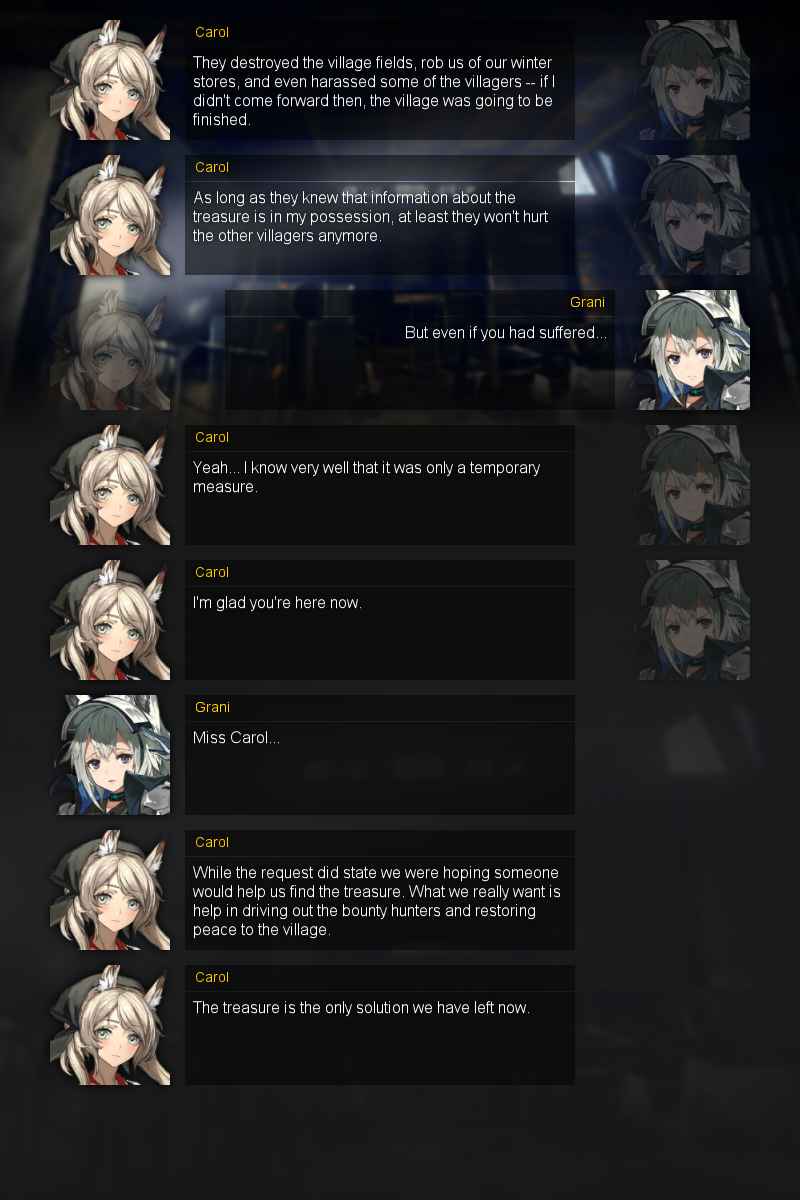 Carol
They destroyed the village fields, rob us of our winter
stores, and even harassed some of the villagers -- if I
didn't come forward then, the village was going to be
finished.
Carol
As long as they knew that information about the
treasure is in my possession, at least they won't hurt
the other villagers anymore.
Grani
But even if you had suffered...
Carol
Yeah... I know very well that it was only a temporary
measure.
Carol
I'm glad you're here now.
Grani
Miss Carol...
Carol
While the request did state we were hoping someone
would help us find the treasure. What we really want is
help in driving out the bounty hunters and restoring
peace to the village.
Carol
The treasure is the only solution we have left now.